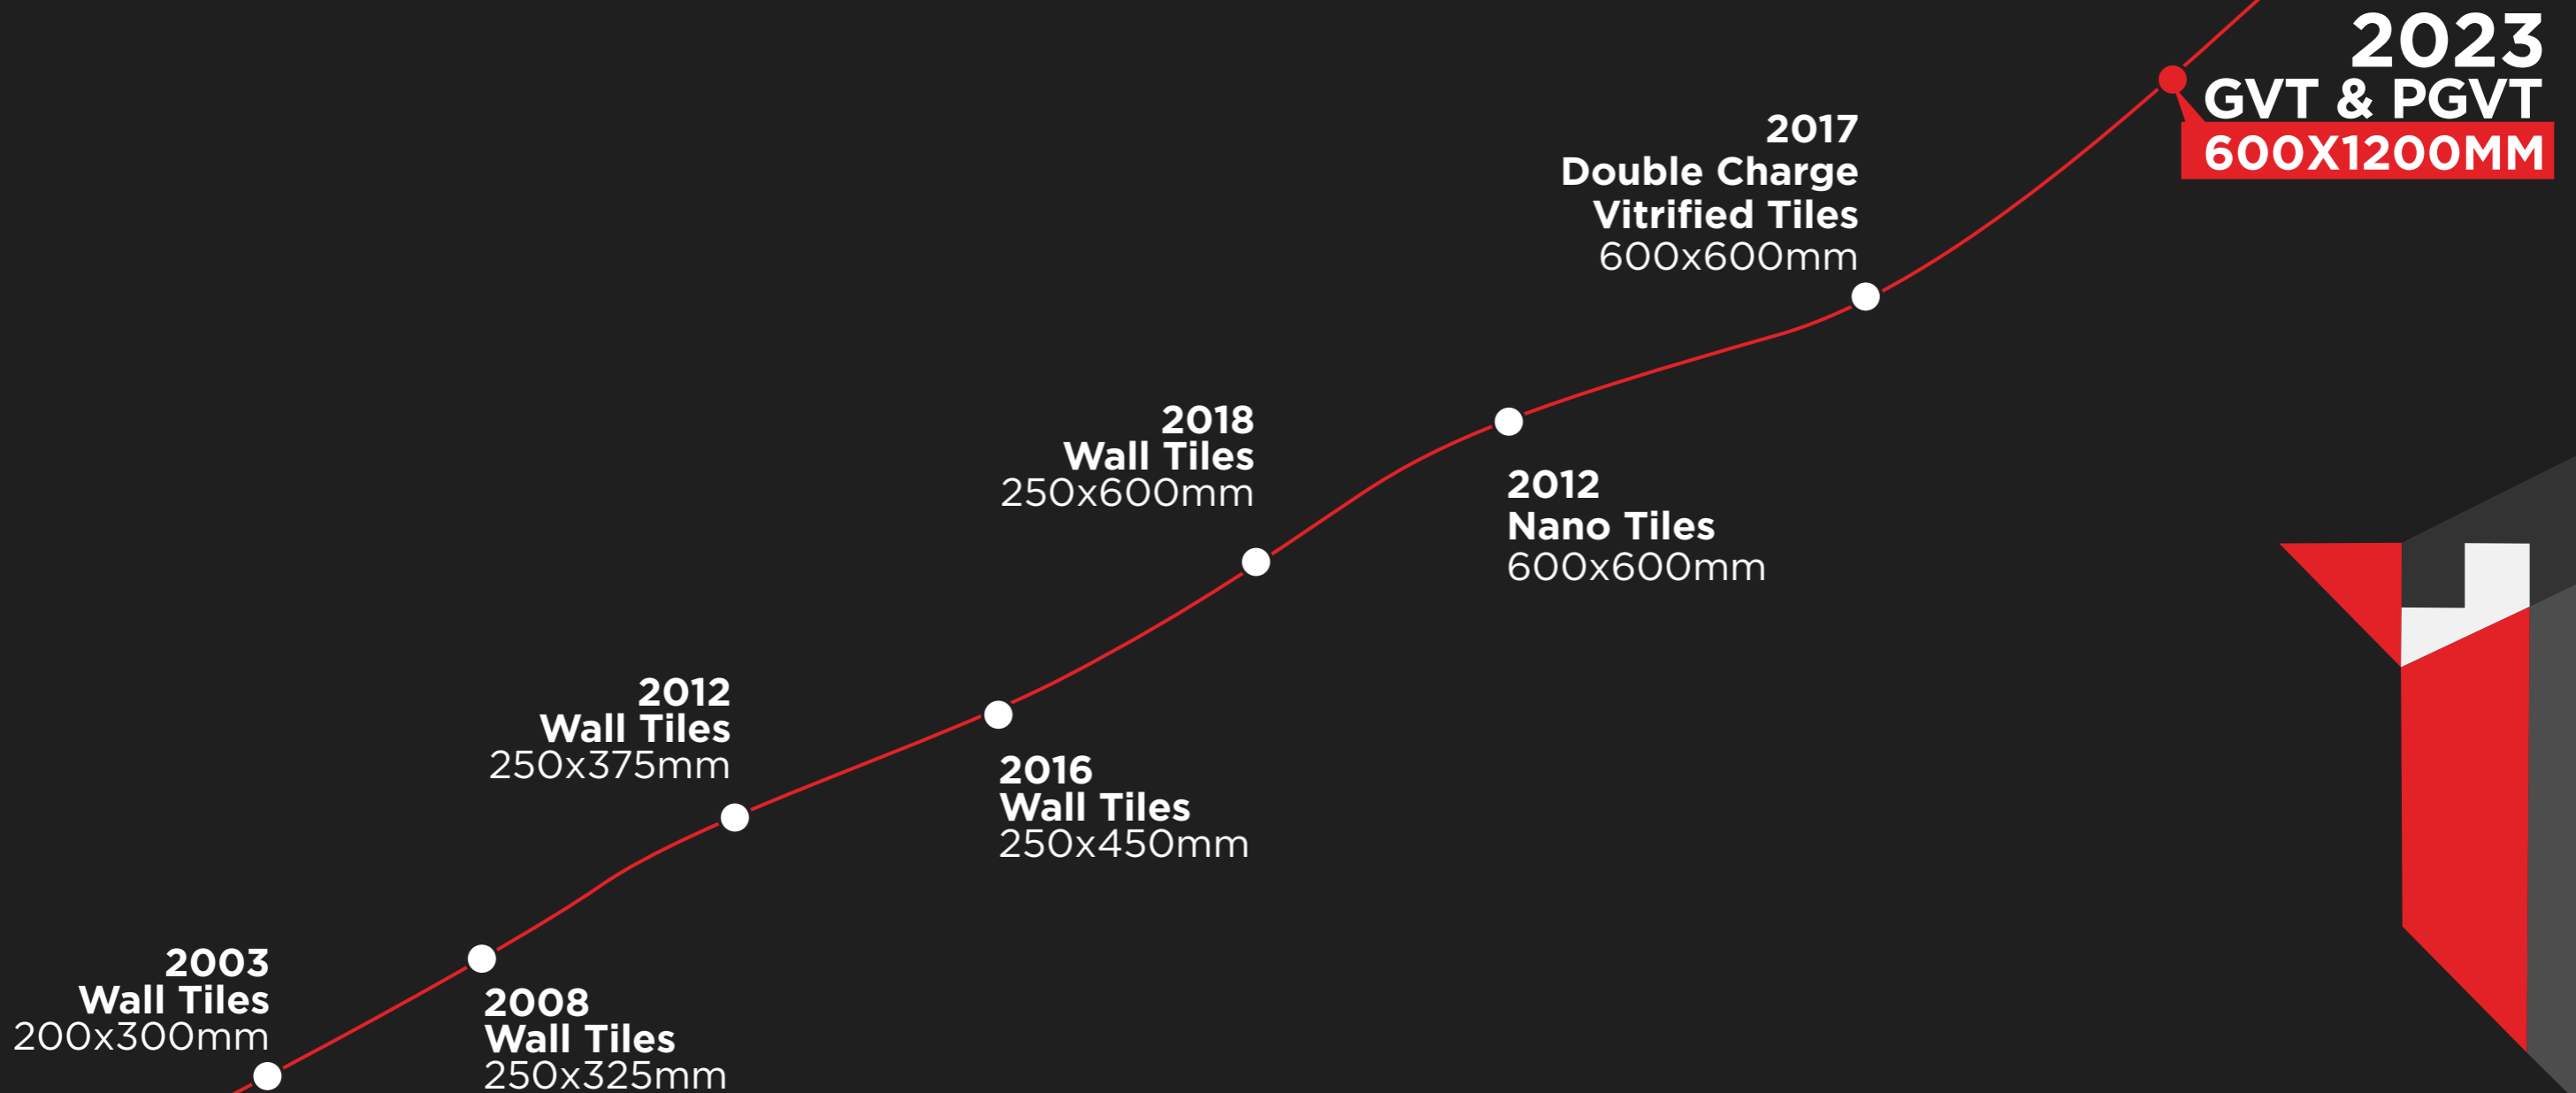 2023
GVT & PGVT
600X1200MM
2017
Double Charge
Vitrified Tiles
600x600mm
2018
Wall Tiles
250x600mm
2012
Nano Tiles
600x600mm
2012
Wall Tiles
250x375mm
2016
Wall Tiles
250x450mm
2003
Wall Tiles
200x300mm
2008
Wall Tiles
250x325mm